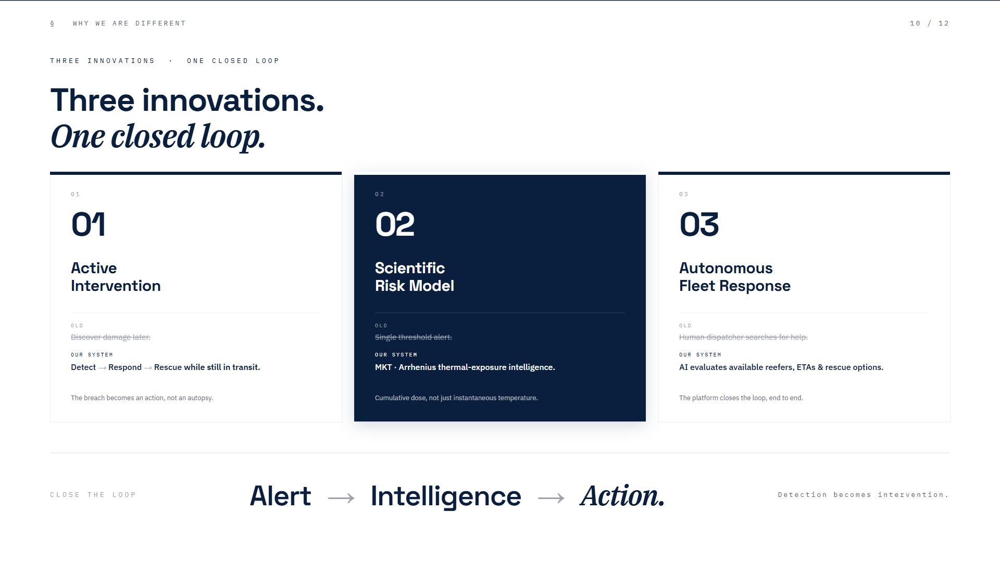 § WHY WE ARE DIFFERENT
10 / 12
THREE INNOVATIONS · ONE CLOSED LOOP
Three innovations.
One closed loop.
01
01
Active
Intervention
OLD
Discover damage later.
OUR SYSTEM
Detect → Respond → Rescue while still in transit.
The breach becomes an action, not an autopsy.
02
02
Scientific
Risk Model
OLD
Single threshold alert.
OUR SYSTEM
MKT · Arrhenius thermal-exposure intelligence.
Cumulative dose, not just instantaneous temperature.
03
03
Autonomous
Fleet Response
OLD
Human dispatcher searches for help.
OUR SYSTEM
AI evaluates available reefers, ETAs & rescue options.
The platform closes the loop, end to end.
CLOSE THE LOOP
Alert → Intelligence → Action.
Detection becomes intervention.